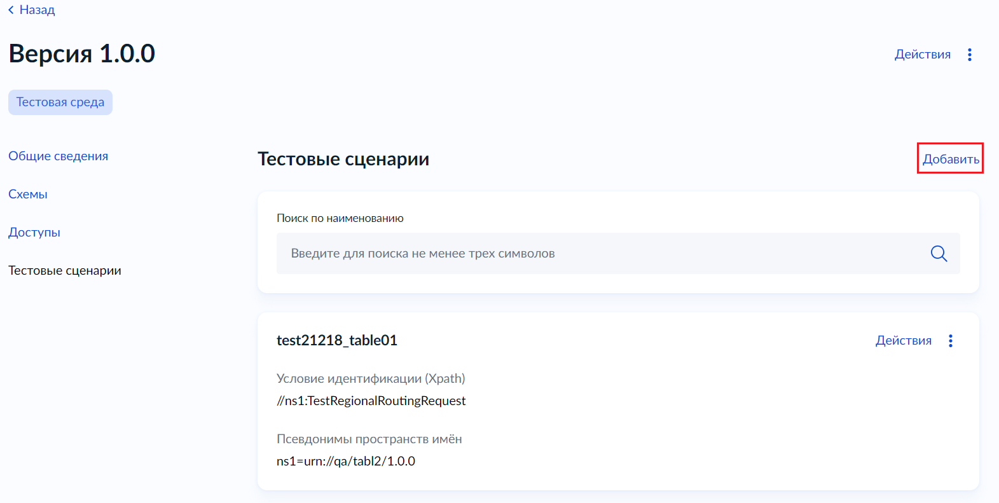 Назад
Версия 1.0.0
Действия
Тестовая среда
Общие сведения
Схемы
Доступы
Тестовые сценарии
Тестовые сценарии
Добавить
Поиск по наименованию
Введите для поиска не менее трех символов
test21218_table01
Действия
Условие идентификации (Xpath)
//ns1:TestRegionalRoutingRequest
Псевдонимы пространств имён
ns1=urn://qa/tabl2/1.0.0